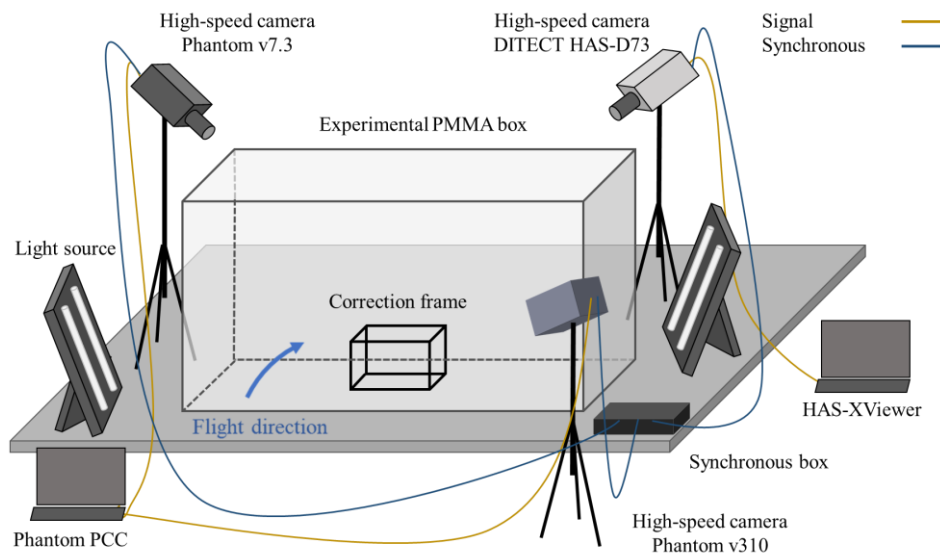 High-speed camera
Phantom v7.3
High-speed camera
DITECT HAS-D73
Signal
Synchronous
Experimental PMMA box
Light source
Correction frame
Flight direction
HAS-XViewer
Synchronous box
Phantom PCC
High-speed camera
Phantom v310